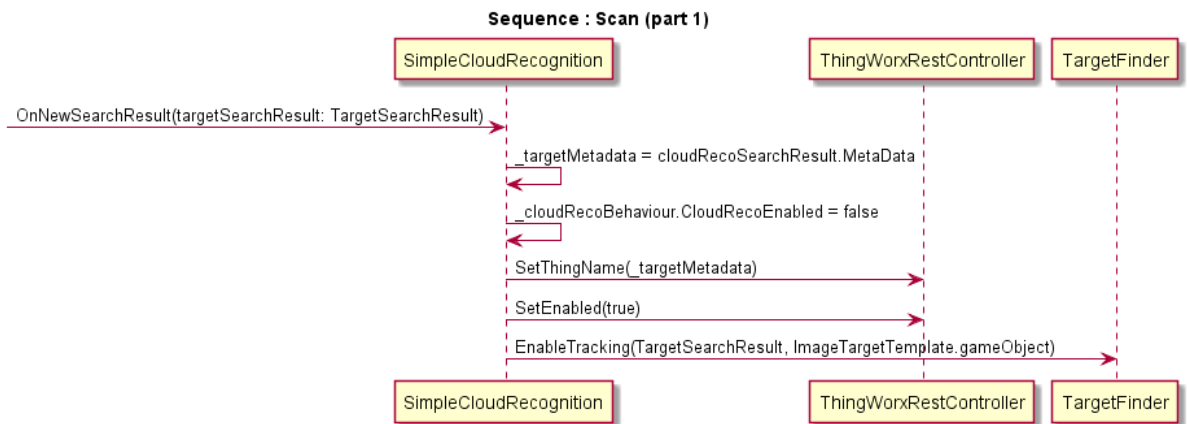 Sequence : Scan (part 1)
SimpleCloudRecognition
ThingWorxRestController
TargetFinder
OnNewSearchResult(targetSearchResult: TargetSearchResult)
_targetMetadata = cloudRecoSearchResult.MetaData
_cloudRecoBehaviour.CloudRecoEnabled = false
SetThingName(_targetMetadata)
SetEnabled(true)
EnableTracking(TargetSearchResult, ImageTargetTemplate.gameObject)
SimpleCloudRecognition
ThingWorxRestController
TargetFinder